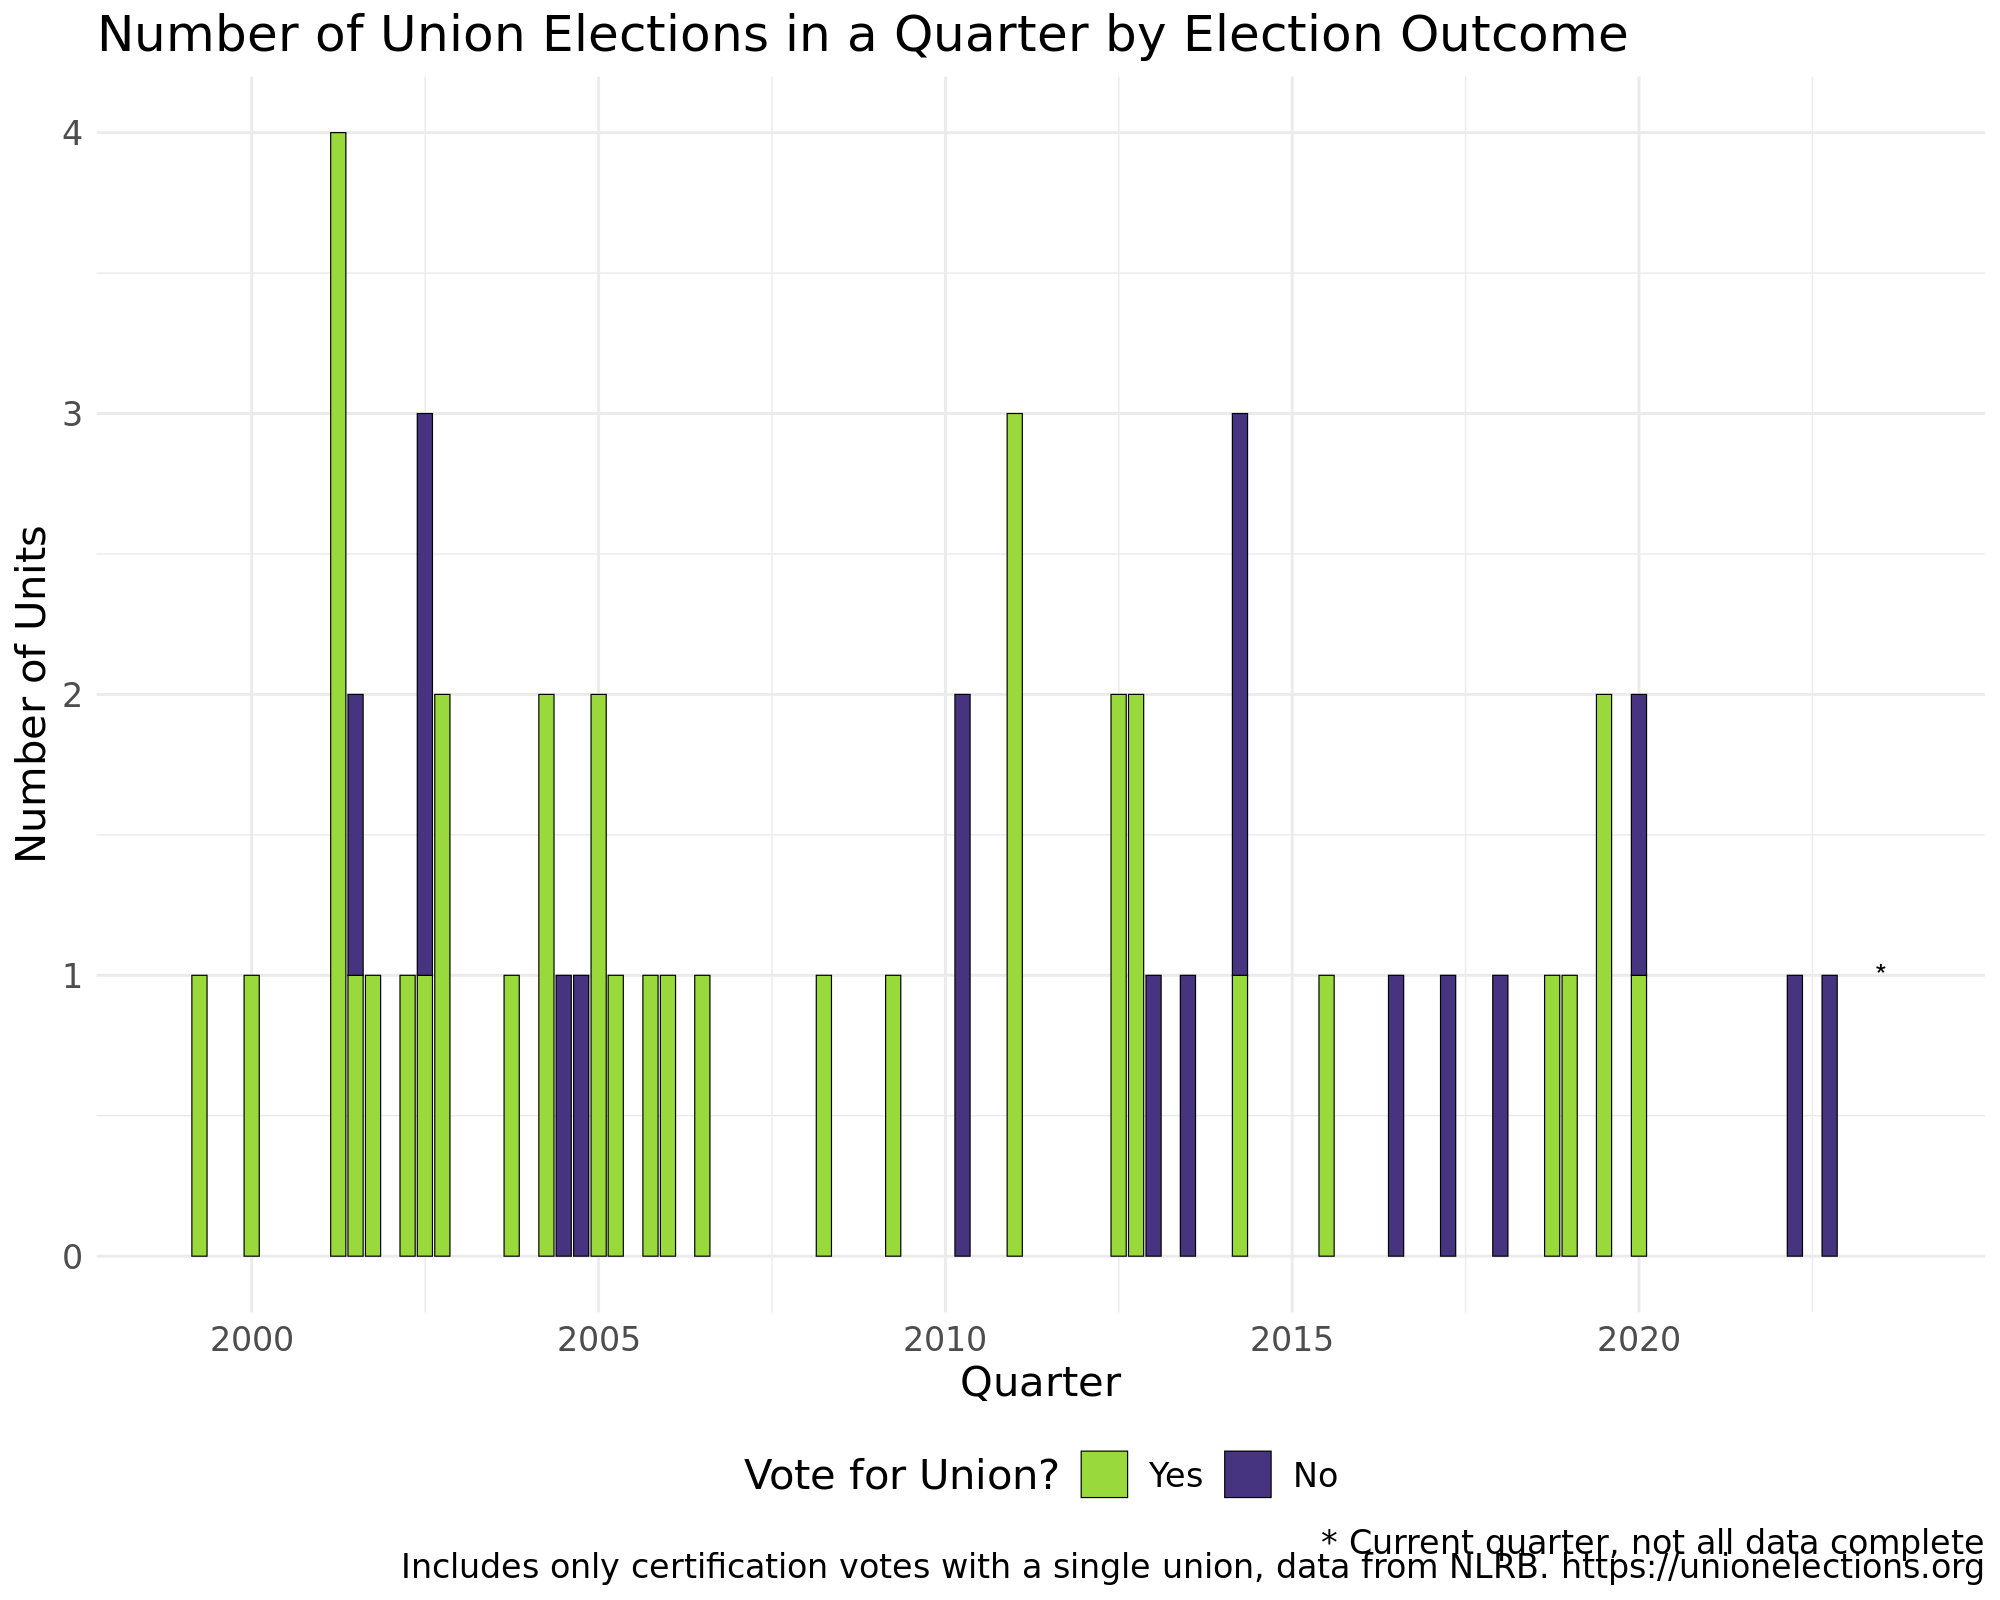 Number of Union Elections in a Quarter by Election Outcome
4
3
2
1
0
Number of Units
*
2000 2005 2010 2015 2020
Quarter
Vote for Union? Yes No
* Current quarter, not all data complete
Includes only certification votes with a single union, data from NLRB. https://unionelections.org